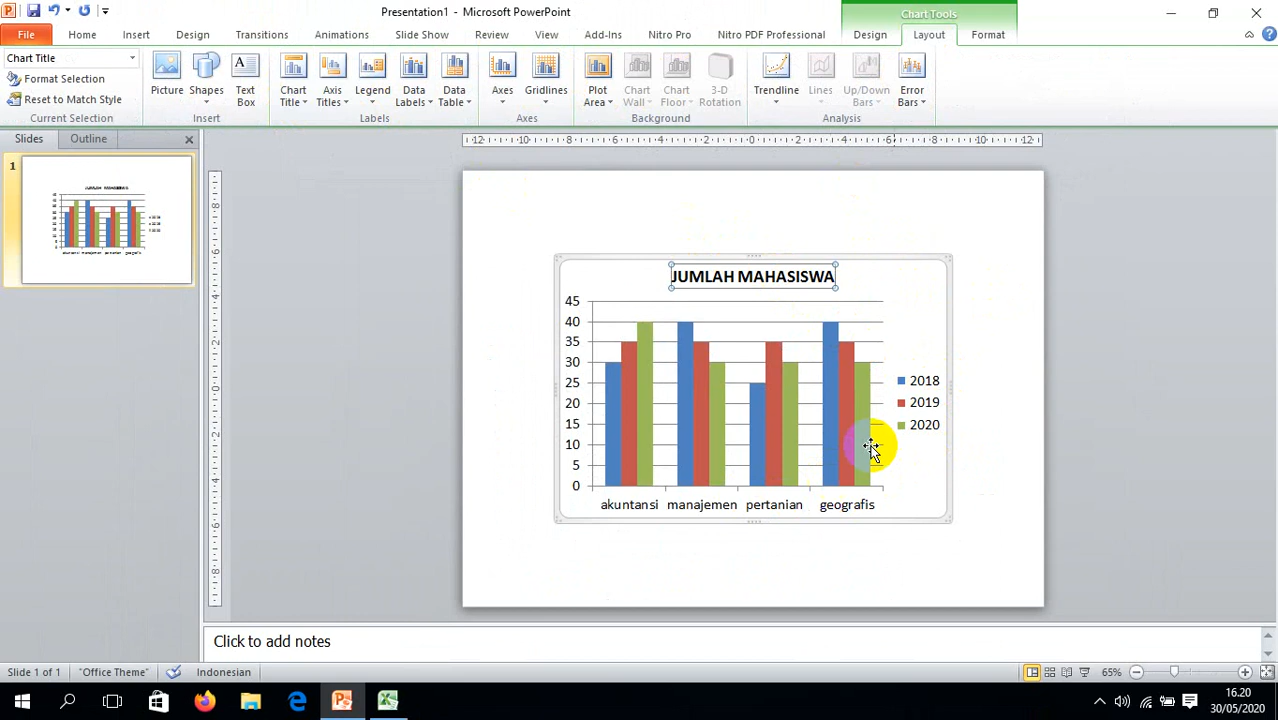 Presentation1 - Microsoft PowerPoint
Chart Tools
File Home Insert Design Transitions Animations Slide Show Review View Add-Ins Nitro Pro Nitro PDF Professional Design Layout Format
Chart Title
Format Selection
Reset to Match Style
Current Selection
Picture Shapes Text Box
Insert
Chart Title Axis Titles Legend Data Labels Data Table
Labels
Axes Gridlines
Axes
Plot Area Chart Wall Chart Floor 3-D Rotation
Background
Trendline Lines Up/Down Bars Error Bars
Analysis
Slides Outline
1
JUMLAH MAHASISWA
45
40
35
30
25
20
15
10
5
0
akuntansi manajemen pertanian geografis
2018
2019
2020
Click to add notes
Slide 1 of 1 "Office Theme" Indonesian 65%
16.20
30/05/2020